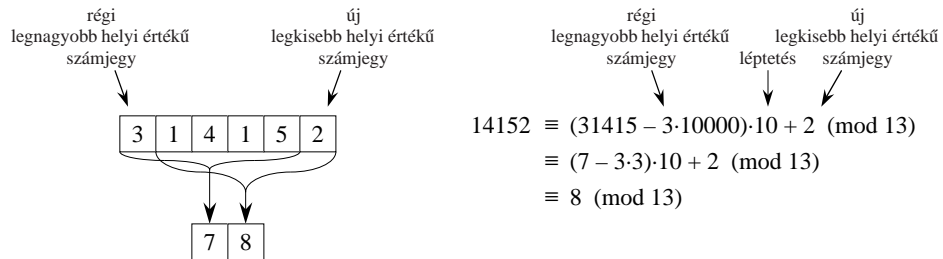 régi
legnagyobb helyi értékű
számjegy
új
legkisebb helyi értékű
számjegy
3 1 4 1 5 2
7 8
régi
legnagyobb helyi értékű
számjegy
léptetés
új
legkisebb helyi értékű
számjegy
14152 ≡ (31415 – 3·10000)·10 + 2 (mod 13)
≡ (7 – 3·3)·10 + 2 (mod 13)
≡ 8 (mod 13)